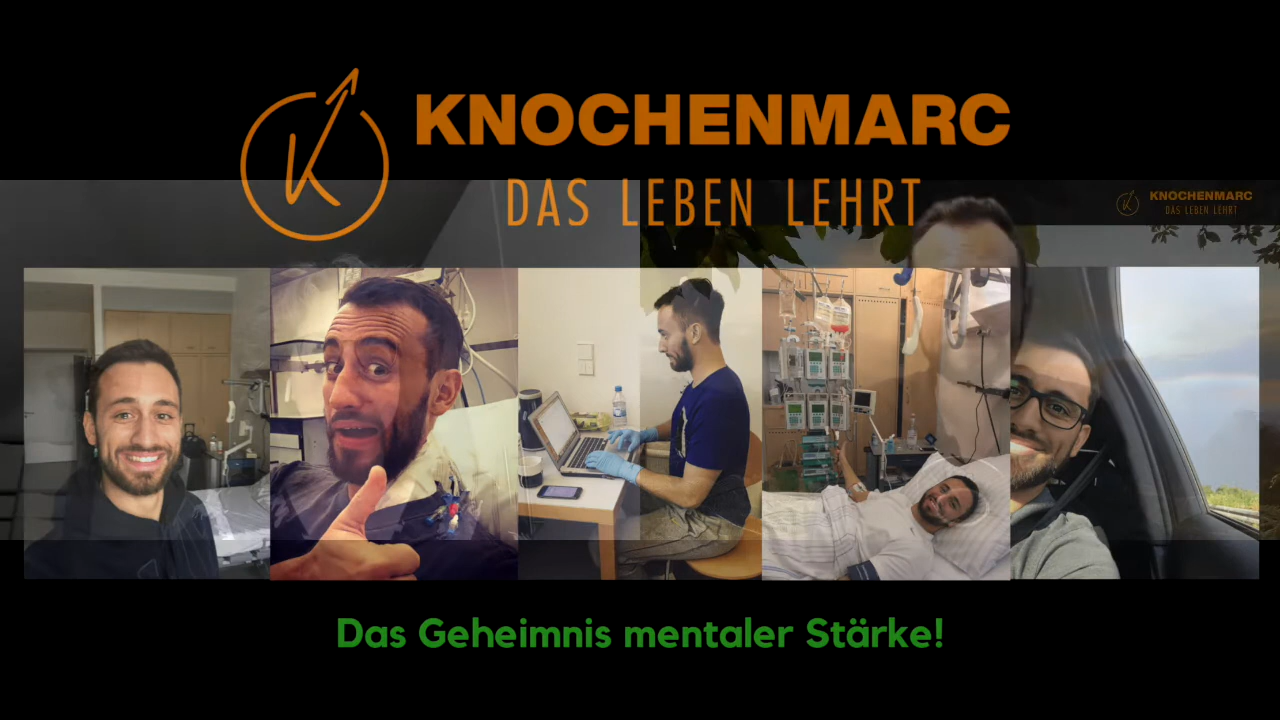 KNOCHENMARC
DAS LEBEN LEHRT
KNOCHENMARC
DAS LEBEN LEHRT
Das Geheimnis mentaler Stärke!